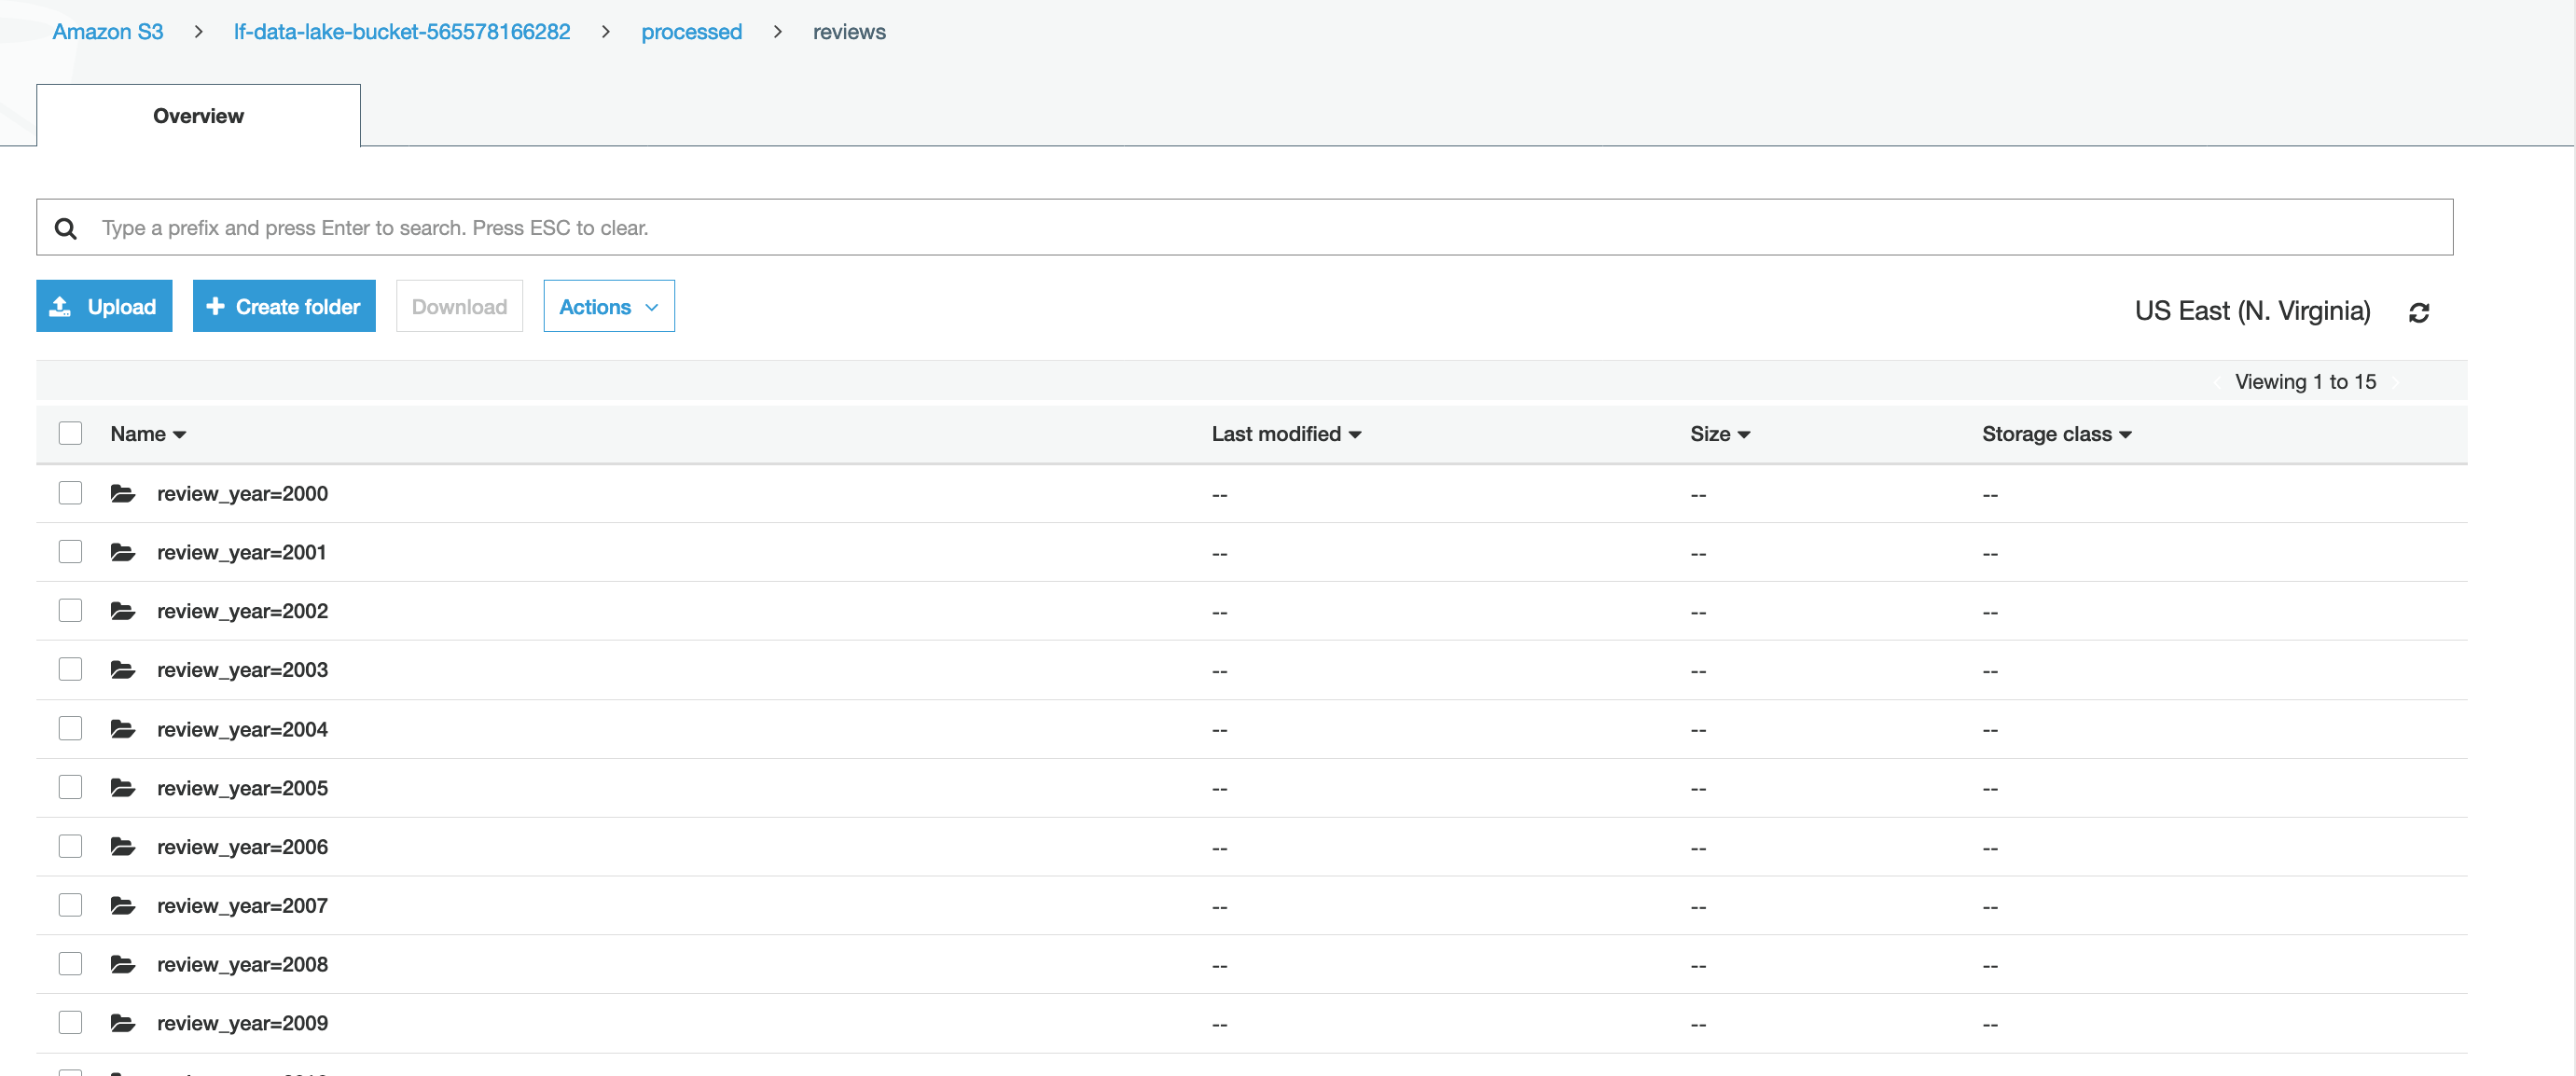 Amazon S3 > lf-data-lake-bucket-565578166282 > processed > reviews
Overview
Type a prefix and press Enter to search. Press ESC to clear.
Upload + Create folder Download Actions US East (N. Virginia)
Viewing 1 to 15
Name Last modified Size Storage class
review_year=2000 -- -- --
review_year=2001 -- -- --
review_year=2002 -- -- --
review_year=2003 -- -- --
review_year=2004 -- -- --
review_year=2005 -- -- --
review_year=2006 -- -- --
review_year=2007 -- -- --
review_year=2008 -- -- --
review_year=2009 -- -- --